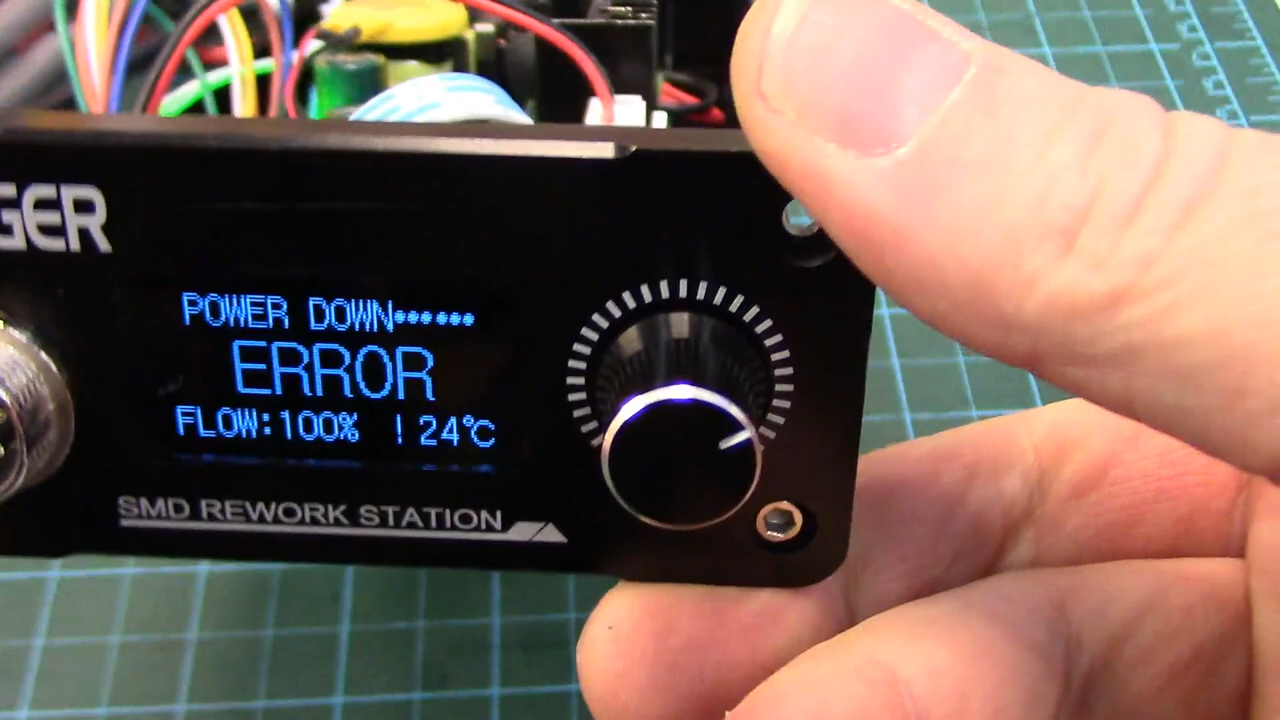 GER
POWER DOWN••••••
ERROR
FLOW:100% | 24℃
SMD REWORK STATION